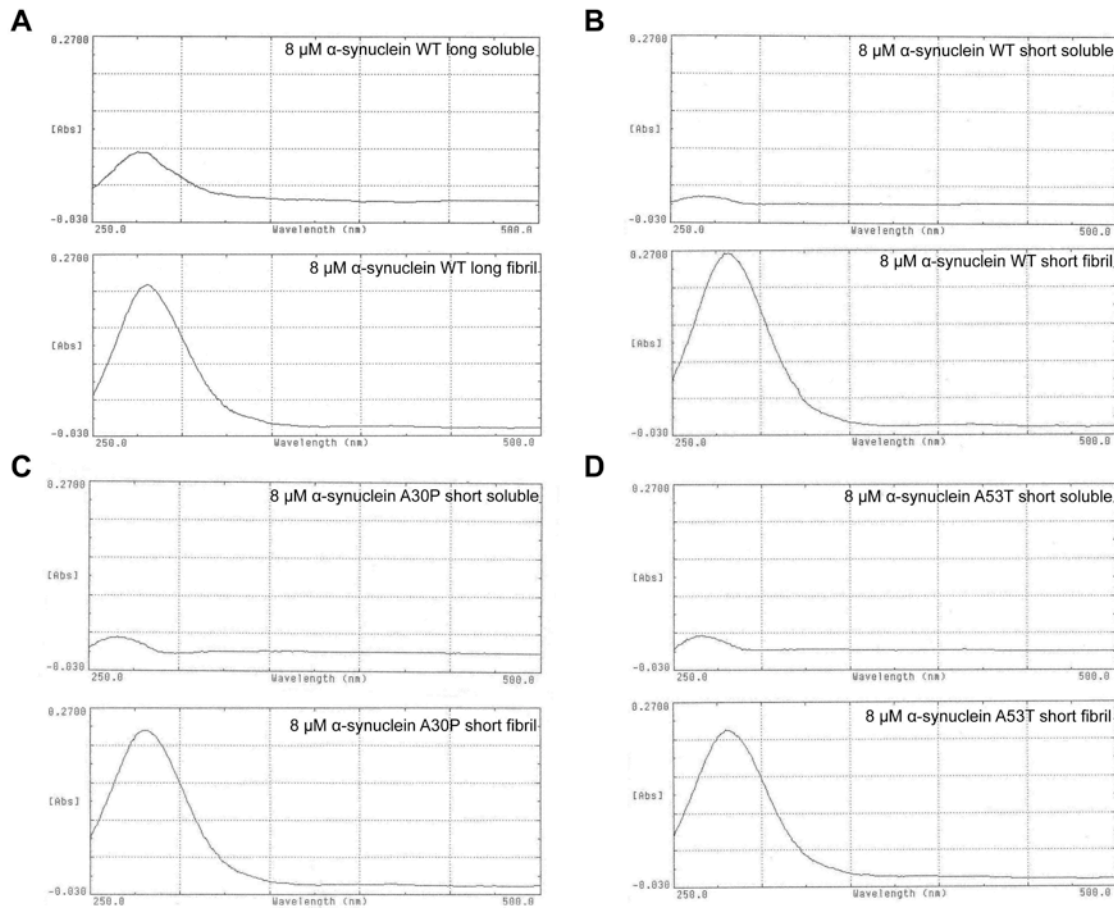 A
0.2700
8 µM α-synuclein WT long soluble
[Abs]
-0.030
250.0
Wavelength (nm)
500.0
0.2700
8 µM α-synuclein WT long fibril
[Abs]
-0.030
250.0
Wavelength (nm)
500.0
B
0.2700
8 µM α-synuclein WT short soluble
[Abs]
-0.030
250.0
Wavelength (nm)
500.0
0.2700
8 µM α-synuclein WT short fibril
[Abs]
-0.030
250.0
Wavelength (nm)
500.0
C
0.2700
8 µM α-synuclein A30P short soluble
[Abs]
-0.030
250.0
Wavelength (nm)
500.0
0.2700
8 µM α-synuclein A30P short fibril
[Abs]
-0.030
250.0
Wavelength (nm)
500.0
D
0.2700
8 µM α-synuclein A53T short soluble
[Abs]
-0.030
250.0
Wavelength (nm)
500.0
0.2700
8 µM α-synuclein A53T short fibril
[Abs]
-0.030
250.0
Wavelength (nm)
500.0